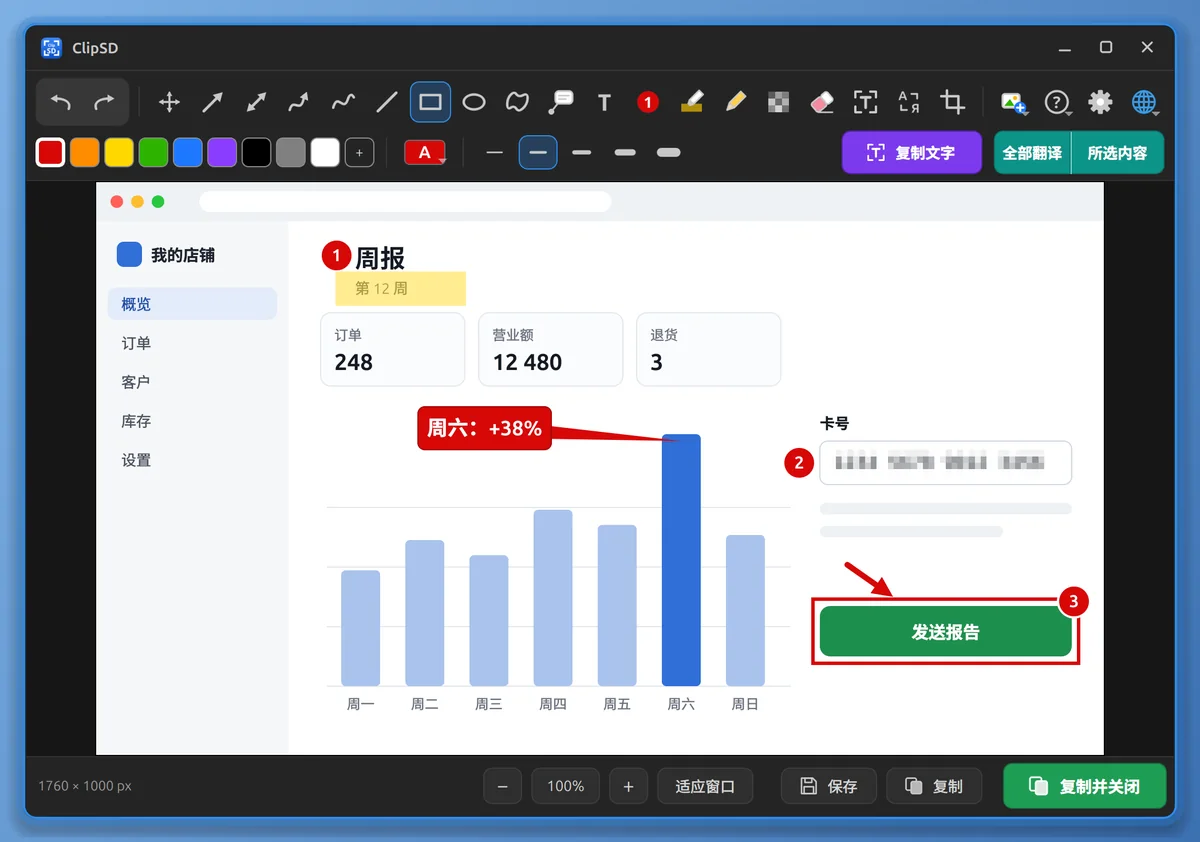 ClipSD
T
1
A
复制文字
全部翻译
所选内容
我的店铺
概览
订单
客户
库存
设置
1 周报
第 12 周
订单
248
营业额
12 480
退货
3
周六：+38%
周一 周二 周三 周四 周五 周六 周日
卡号
2
3
发送报告
1760 × 1000 px
− 100% +
适应窗口
保存
复制
复制并关闭